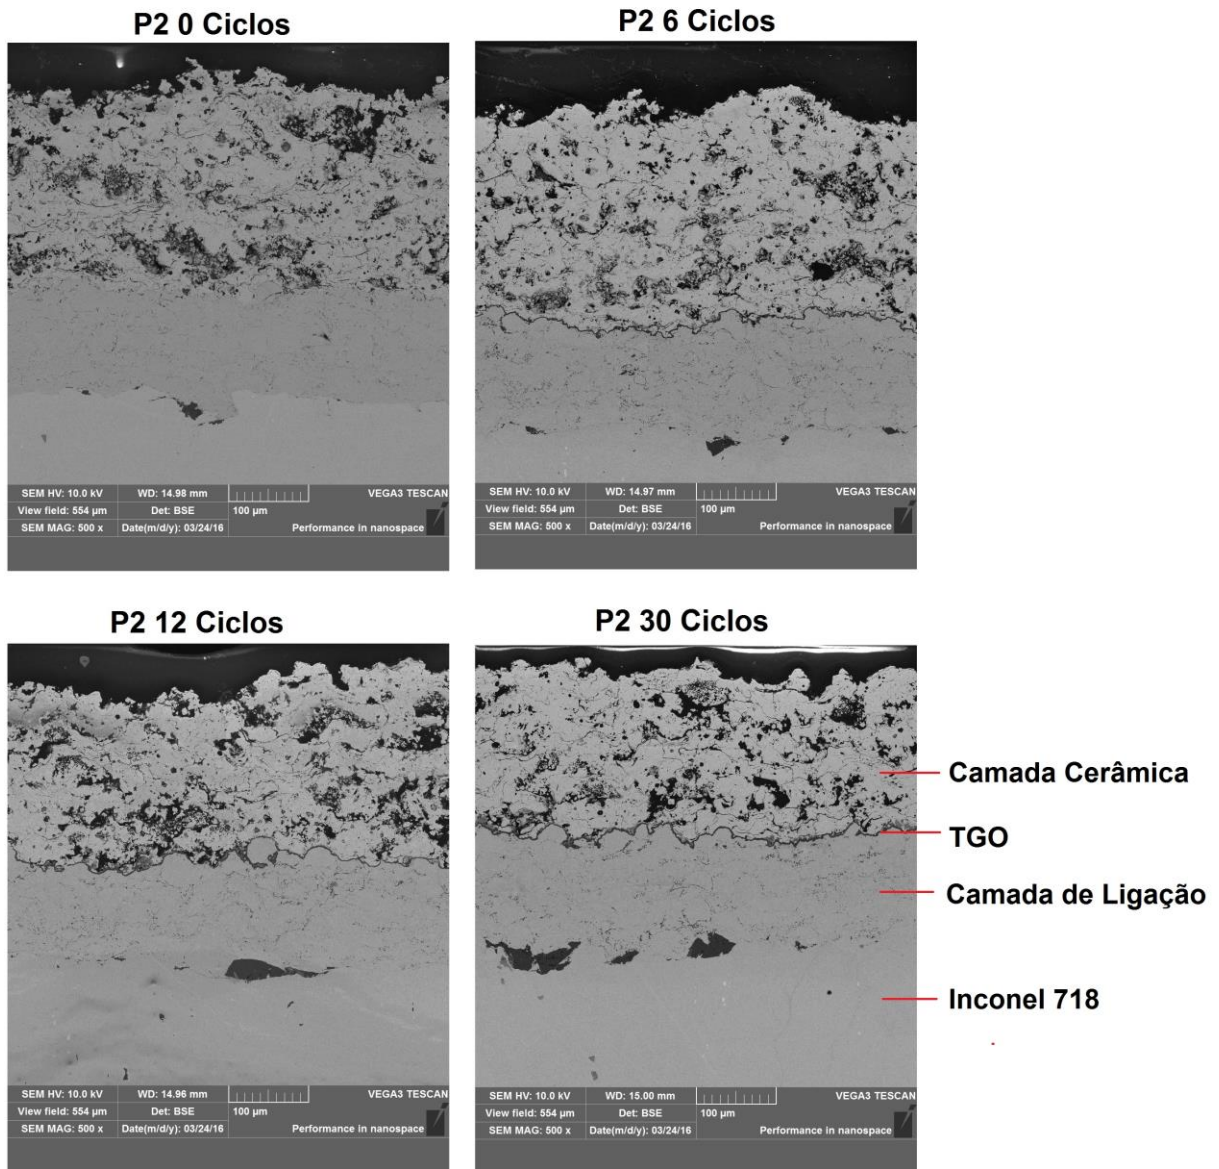 P2 0 Ciclos
SEM HV: 10.0 kV WD: 14.98 mm VEGA3 TESCAN
View field: 554 µm Det: BSE 100 µm
SEM MAG: 500 x Date(m/d/y): 03/24/16 Performance in nanospace
P2 6 Ciclos
SEM HV: 10.0 kV WD: 14.97 mm VEGA3 TESCAN
View field: 554 µm Det: BSE 100 µm
SEM MAG: 500 x Date(m/d/y): 03/24/16 Performance in nanospace
P2 12 Ciclos
SEM HV: 10.0 kV WD: 14.96 mm VEGA3 TESCAN
View field: 554 µm Det: BSE 100 µm
SEM MAG: 500 x Date(m/d/y): 03/24/16 Performance in nanospace
P2 30 Ciclos
Camada Cerâmica
TGO
Camada de Ligação
Inconel 718
SEM HV: 10.0 kV WD: 15.00 mm VEGA3 TESCAN
View field: 554 µm Det: BSE 100 µm
SEM MAG: 500 x Date(m/d/y): 03/24/16 Performance in nanospace